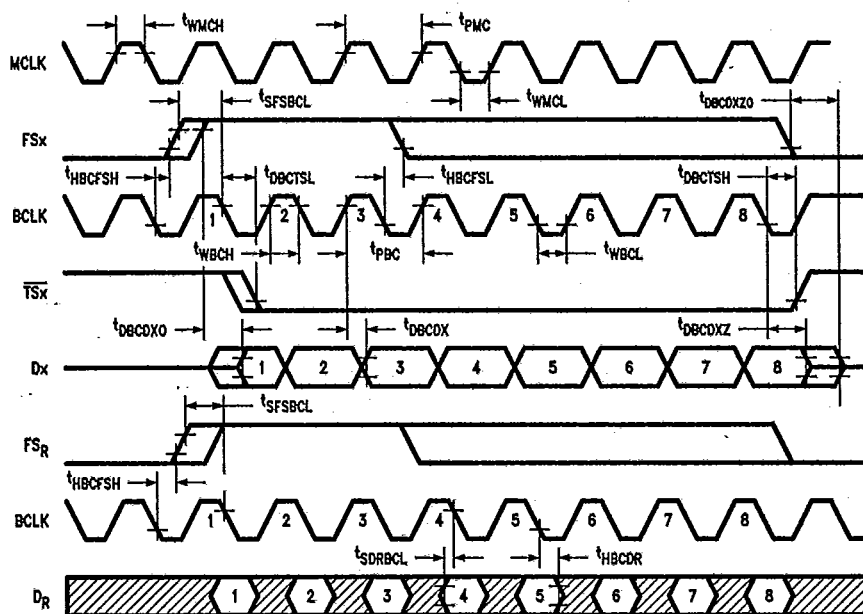 tWMCH tPMC
MCLK
tSFSBCL tWMCL tDBCDXZO
FSX
tHBCFSH tDBCTSL tHBCFSL tDBCTSH
BCLK 1 2 3 4 5 6 7 8
tWBCH tPBC tWBCL
TSX
tDBCDXO tDBCDX tDBCDXZ
DX 1 2 3 4 5 6 7 8
tSFSBCL
FSR
tHBCFSH
BCLK 1 2 3 4 5 6 7 8
tSDRBCL tHBCDR
DR 1 2 3 4 5 6 7 8